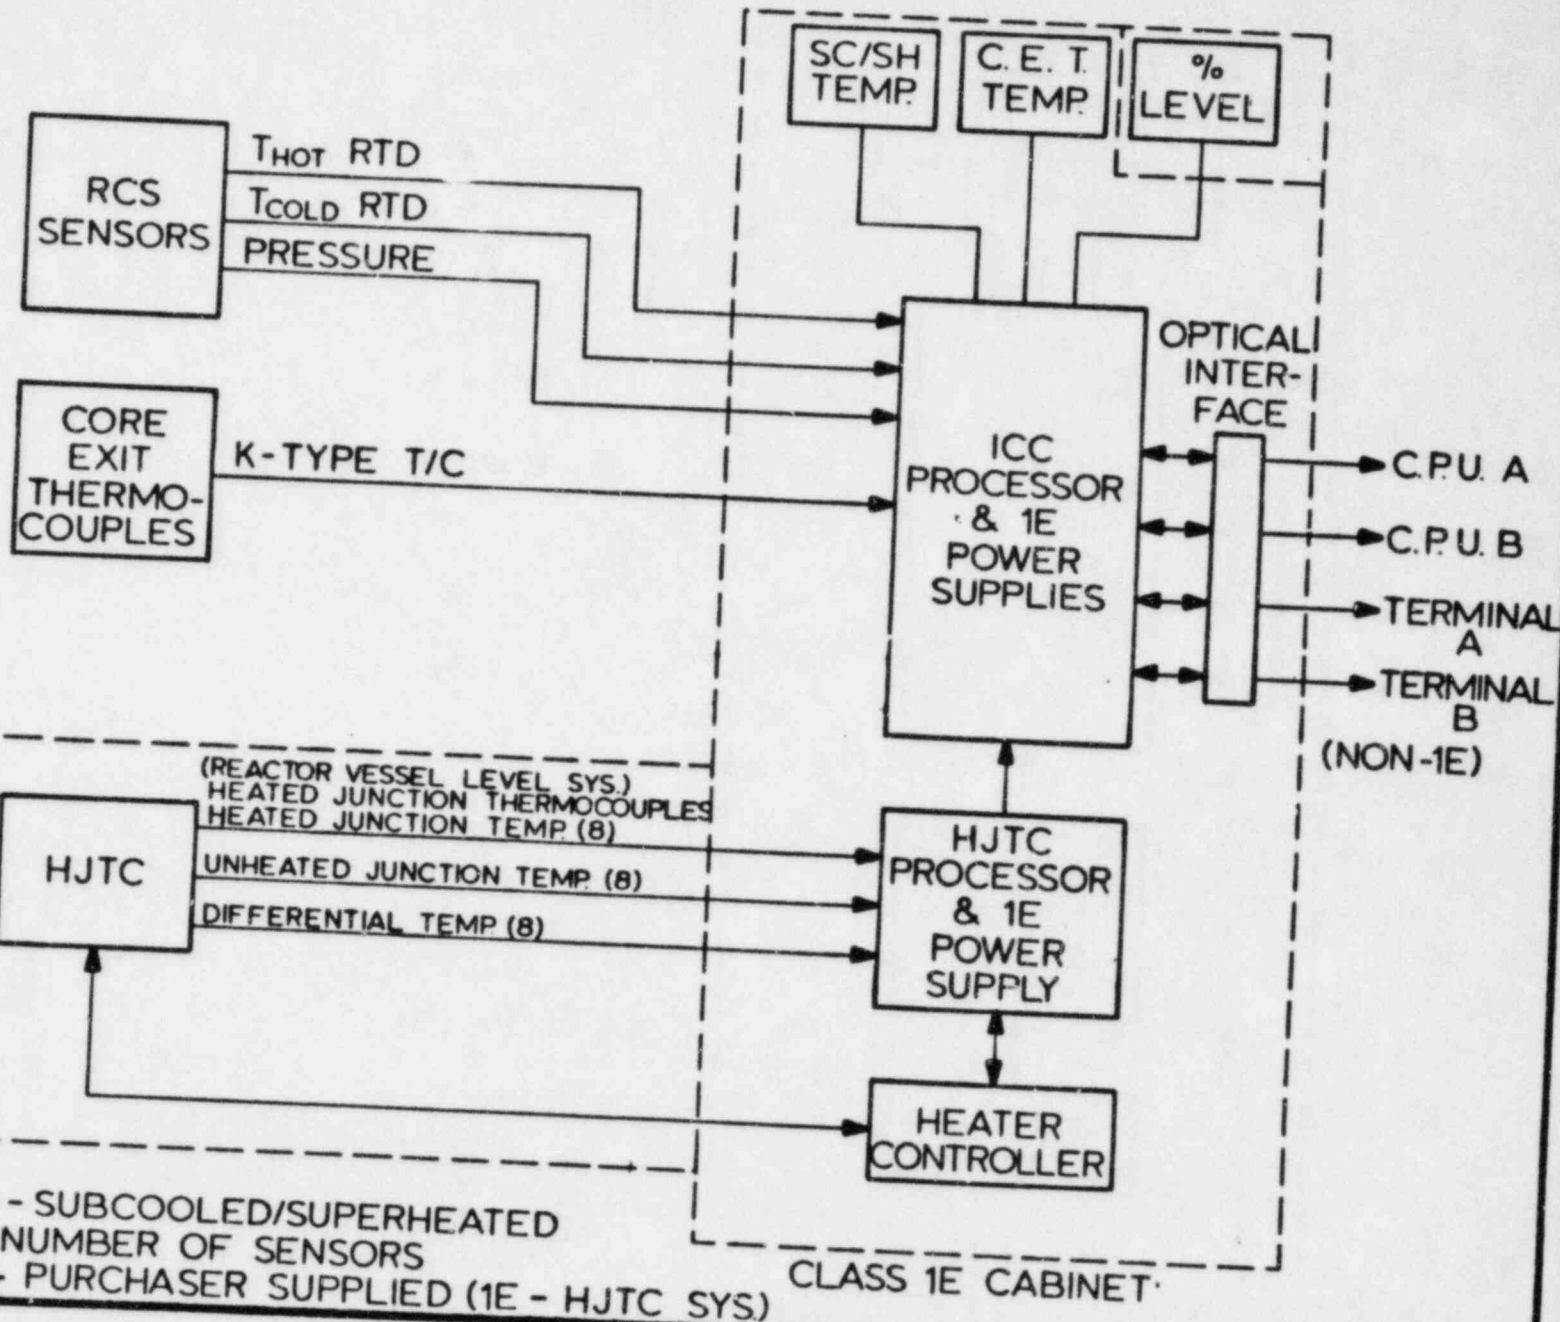 SC/SH
TEMP.
C. E. T.
TEMP.
%
LEVEL
RCS
SENSORS
THOT RTD
TCOLD RTD
PRESSURE
CORE
EXIT
THERMO-
COUPLES
K-TYPE T/C
ICC
PROCESSOR
& 1E
POWER
SUPPLIES
OPTICAL
INTER-
FACE
C.P.U. A
C.P.U. B
TERMINAL
A
TERMINAL
B
(NON-1E)
(REACTOR VESSEL LEVEL SYS.)
HEATED JUNCTION THERMOCOUPLES
HEATED JUNCTION TEMP. (8)
UNHEATED JUNCTION TEMP. (8)
DIFFERENTIAL TEMP. (8)
HJTC
HJTC
PROCESSOR
& 1E
POWER
SUPPLY
HEATER
CONTROLLER
- SUBCOOLED/SUPERHEATED
NUMBER OF SENSORS
- PURCHASER SUPPLIED (1E - HJTC SYS.)
CLASS 1E CABINET